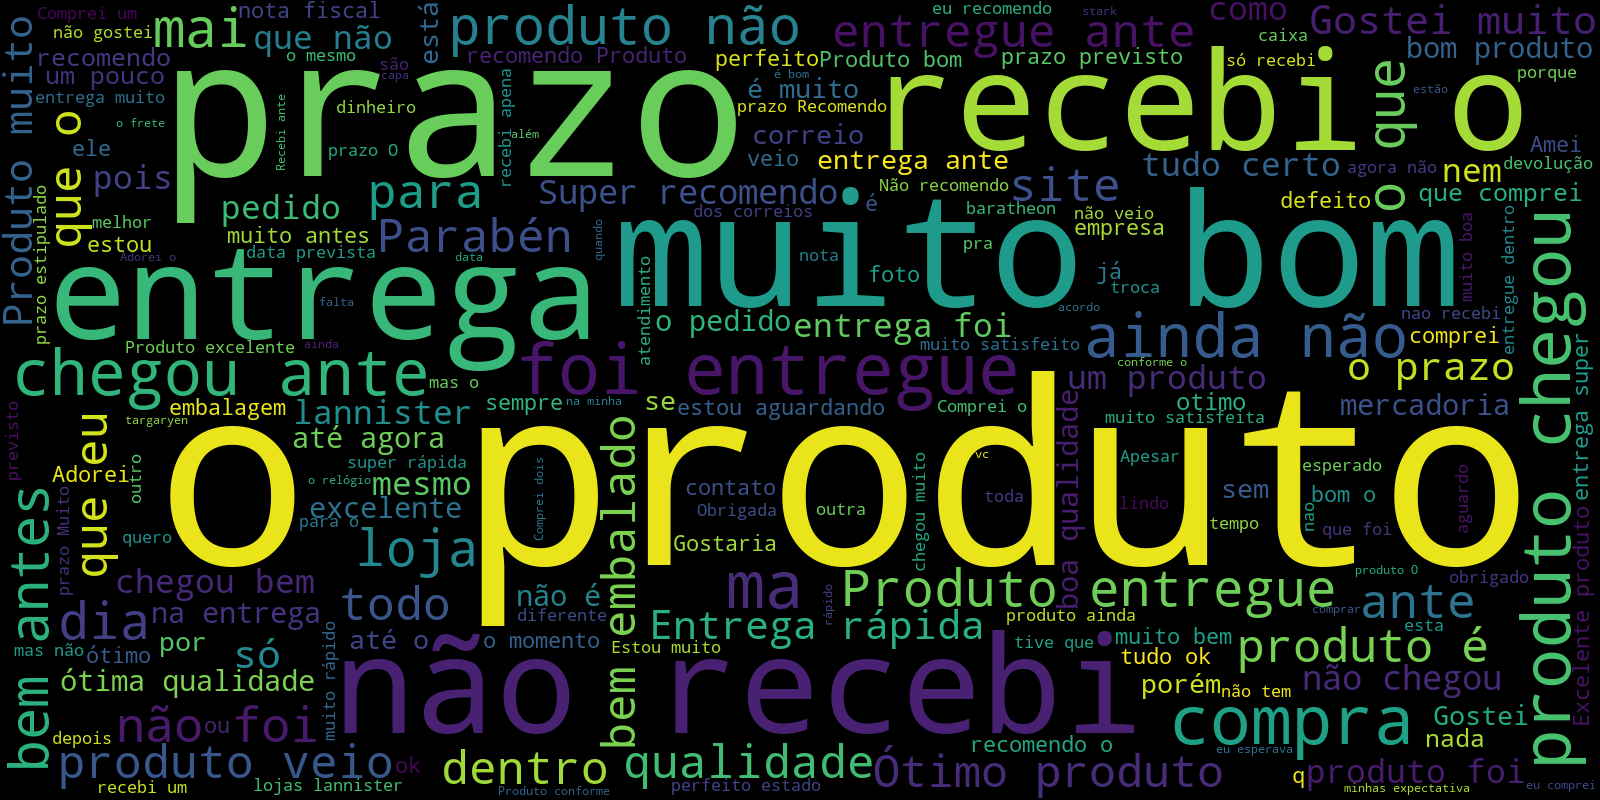 Comprei um
nota fiscal
mai
que não
está
produto não
eu recomendo
stark
entregue ante
como
Gostei muito
não gostei
recomendo
um pouco
o mesmo
são
capa
recomendo Produto
perfeito
Produto bom
prazo previsto
caixa
só recebi
bom produto
porque
Produto muito
entrega muito
o frete
que o
prazo
Recebi ante
dinheiro
prazo O
recebi apena
além
é bom
é muito
prazo Recomendo
correio
veio
entrega ante
recebi o
o que
estão
Amei
ele
pois
para
Super recomendo
Não recomendo
site
tudo certo
agora não
nem
devolução
que comprei
prazo estipulado
melhor
estou
pedido
muito antes
Parabén
dos correios
é
baratheon
não veio
empresa
defeito
Adorei o
data prevista
data
quando
muito bom
nota
foto
pra
já
troca
muito boa
entregue dentro
produto chegou
entrega
falta
atendimento
o pedido
entrega foi
acordo
ainda não
nao recebi
comprei
Produto excelente
ainda
chegou ante
mas o
foi entregue
muito satisfeito
conforme o
um produto
o prazo
previsto
targaryen
embalagem
lannister
sempre
na minha
se
estou aguardando
Comprei o
otimo
muito satisfeita
mercadoria
entrega super
que eu
até agora
Adorei
outro
super rápida
o relógio
mesmo
o produto
bem embalado
vc
contato
Obrigada
outra
toda
Apesar
esperado
lindo
sem
bom o
aguardo
bem antes
prazo Muito
quero
excelente
para o
Comprei dois
loja
Gostaria
chegou muito
boa qualidade
tempo
nao
que foi
Excelente produto
chegou bem
dia
na entrega
todo
não é
diferente
ma
rápido
Produto entregue
produto O
comprar
ante
obrigado
mas não
ótimo
por
só
muito rápido
até o
o momento
Estou muito
Entrega rápida
produto ainda
tive que
muito bem
esta
tudo ok
produto é
ótima qualidade
não recebi
porém
não tem
não chegou
não
ou
foi
depois
compra
Gostei
nada
produto veio
ok
dentro
qualidade
recomendo o
eu esperava
recebi um
lojas lannister
Produto conforme
perfeito estado
Ótimo produto
q
produto foi
minhas expectativa
eu comprei